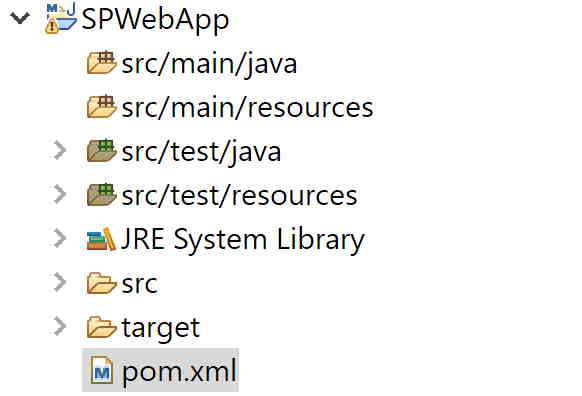 SPWebApp
src/main/java
src/main/resources
src/test/java
src/test/resources
JRE System Library
src
target
pom.xml